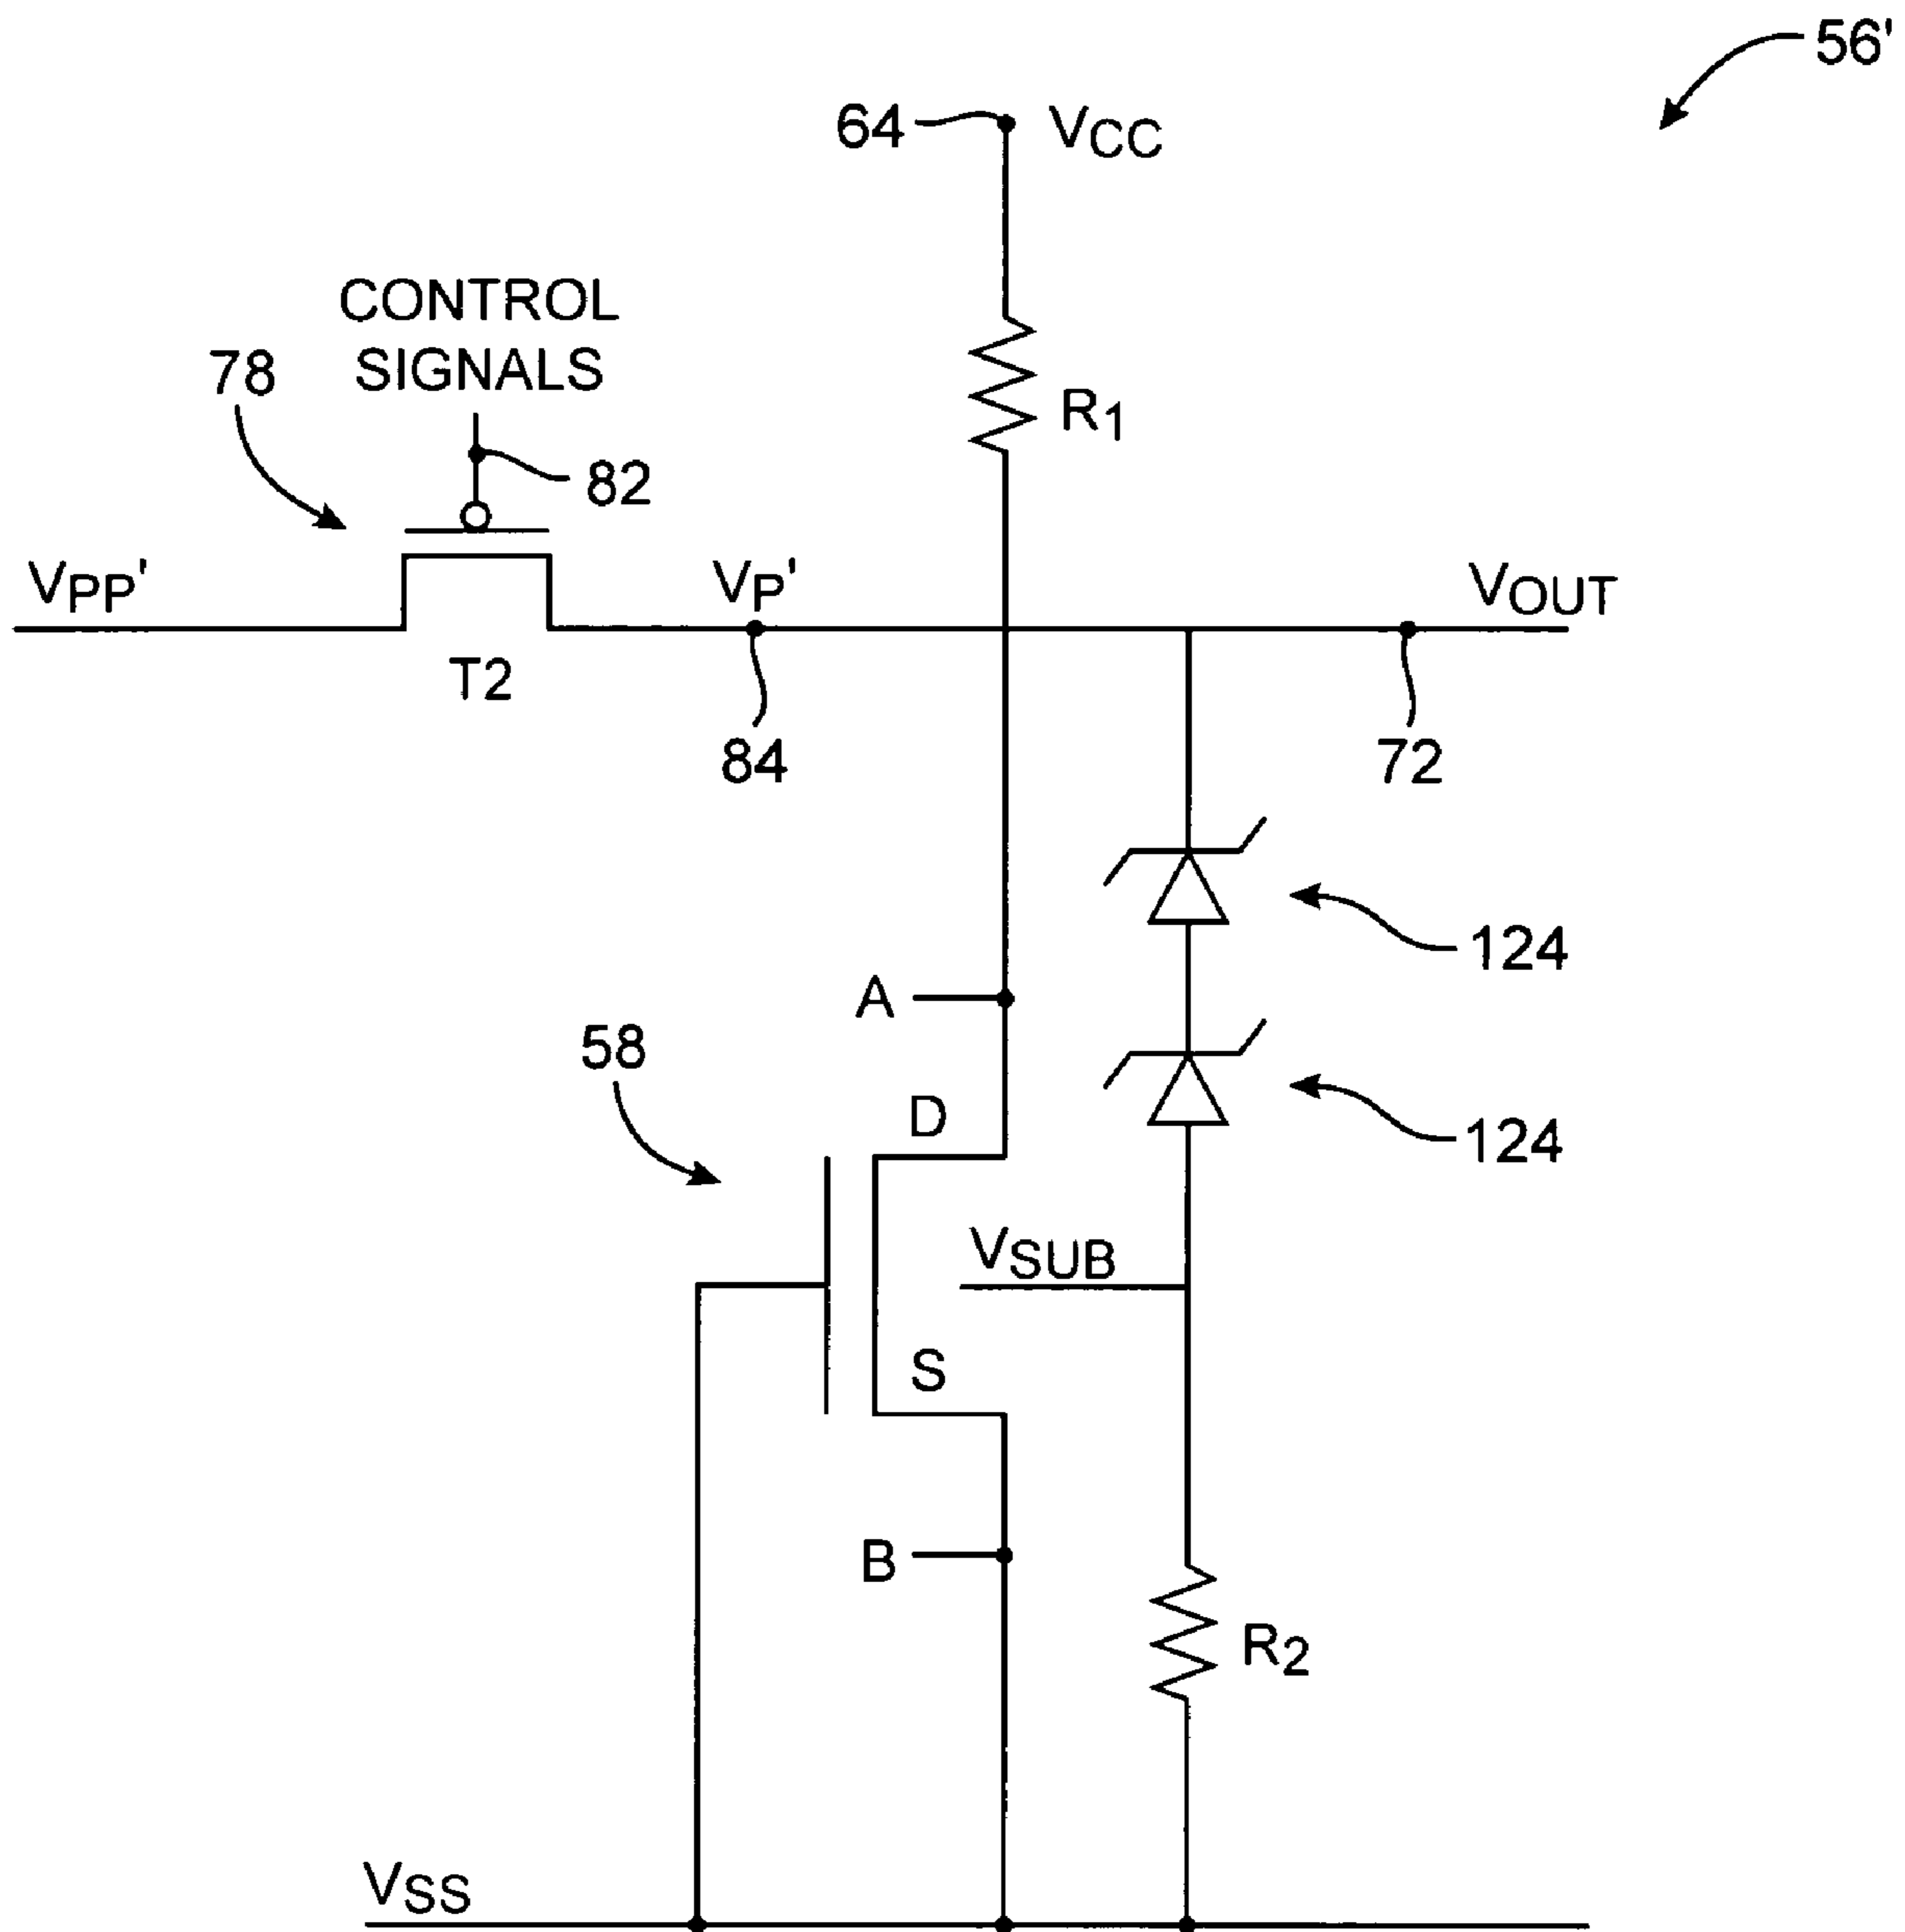 56'
64 VCC
CONTROL
SIGNALS
78
R1
82
VPP'
VP'
VOUT
T2
84
72
124
A
58
D
124
VSUB
S
B
R2
VSS